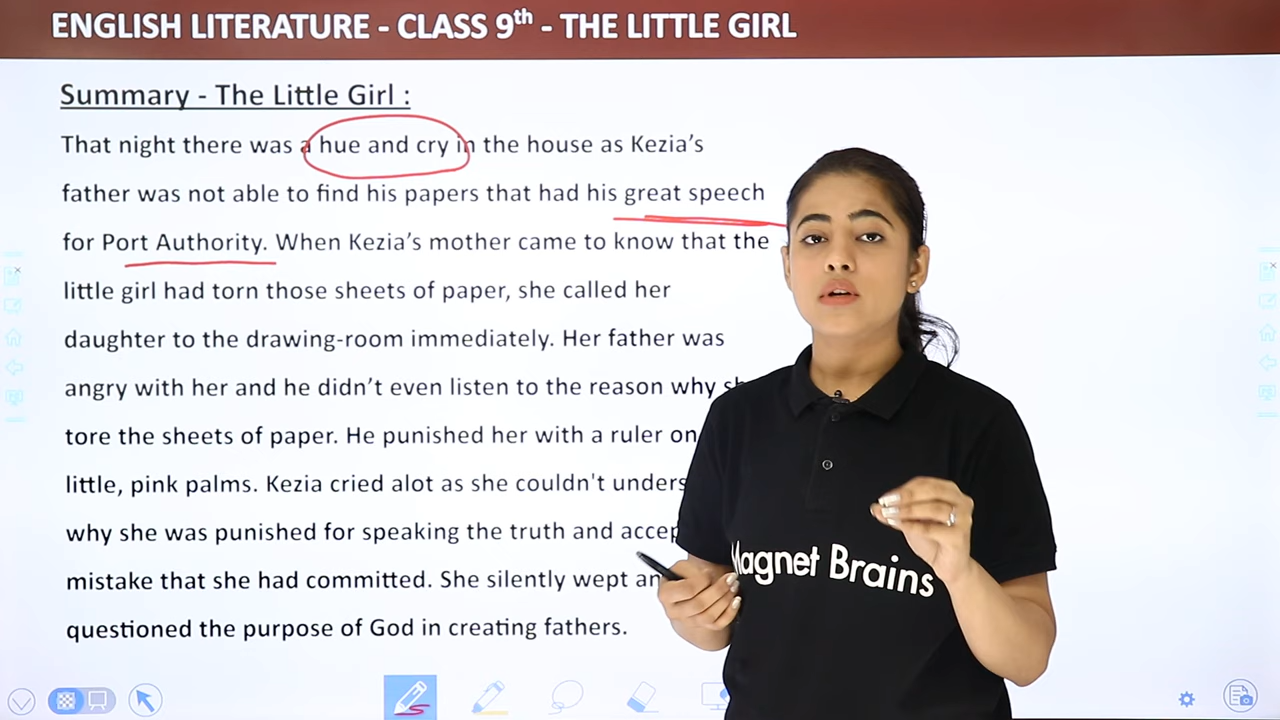 ENGLISH LITERATURE - CLASS 9th - THE LITTLE GIRL
Summary - The Little Girl :
That night there was a hue and cry in the house as Kezia's
father was not able to find his papers that had his great speech
for Port Authority. When Kezia's mother came to know that the
little girl had torn those sheets of paper, she called her
daughter to the drawing-room immediately. Her father was
angry with her and he didn't even listen to the reason why
tore the sheets of paper. He punished her with a ruler on
little, pink palms. Kezia cried alot as she couldn't
why she was punished for speaking the truth and
mistake that she had committed. She silently wept
questioned the purpose of God in creating fathers.
Magnet Brains